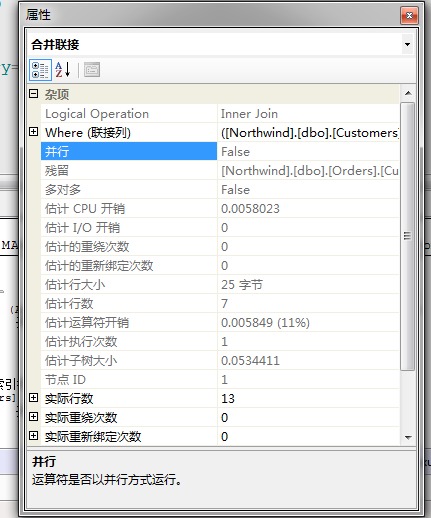 属性
合并联接
杂项
Logical Operation Inner Join
Where (联接列) ([Northwind].[dbo].[Customers]
并行 False
残留 [Northwind].[dbo].[Orders].[Cu
多对多 False
估计 CPU 开销 0.0058023
估计 I/O 开销 0
估计的重绕次数 0
估计的重新绑定次数 0
估计行大小 25 字节
估计行数 7
估计运算符开销 0.005849 (11%)
估计执行次数 1
估计子树大小 0.0534411
节点 ID 1
实际行数 13
实际重绕次数 0
实际重新绑定次数 0
并行
运算符是否以并行方式运行。